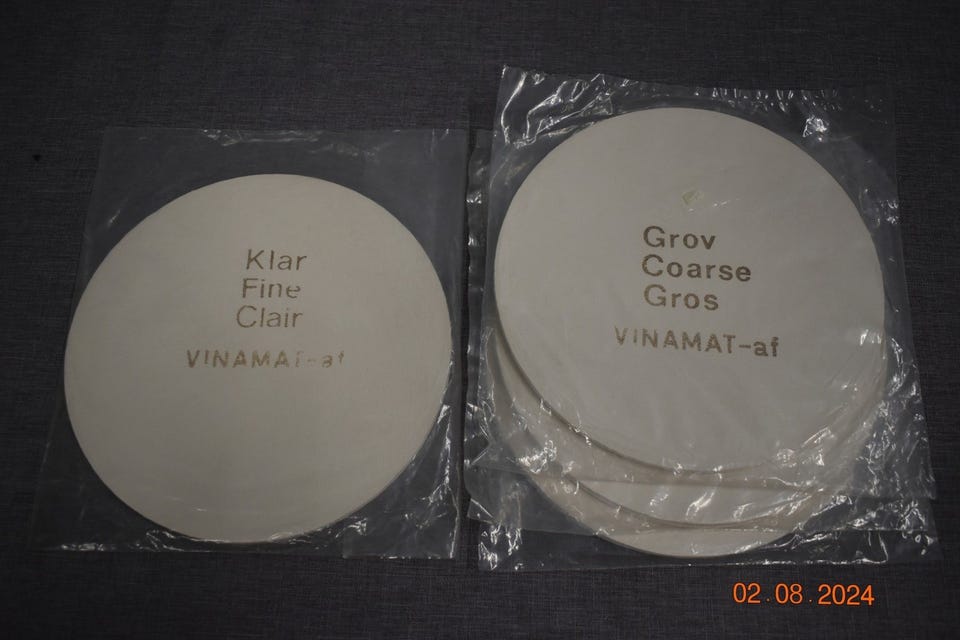 Klar
Fine
Clair
VINAMAT-af
Grov
Coarse
Gros
VINAMAT-af
02.08.2024